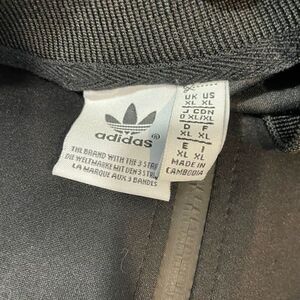 adidas®
THE BRAND WITH THE 3 STRI
DIE WELTMARKE MIT DEN 3 STR
LA MARQUE AUX 3 BANDES
UK US
XL XL
J CDN
O XL/XL
D F
XL XL
E I
XL XL
MADE IN
CAMBODIA